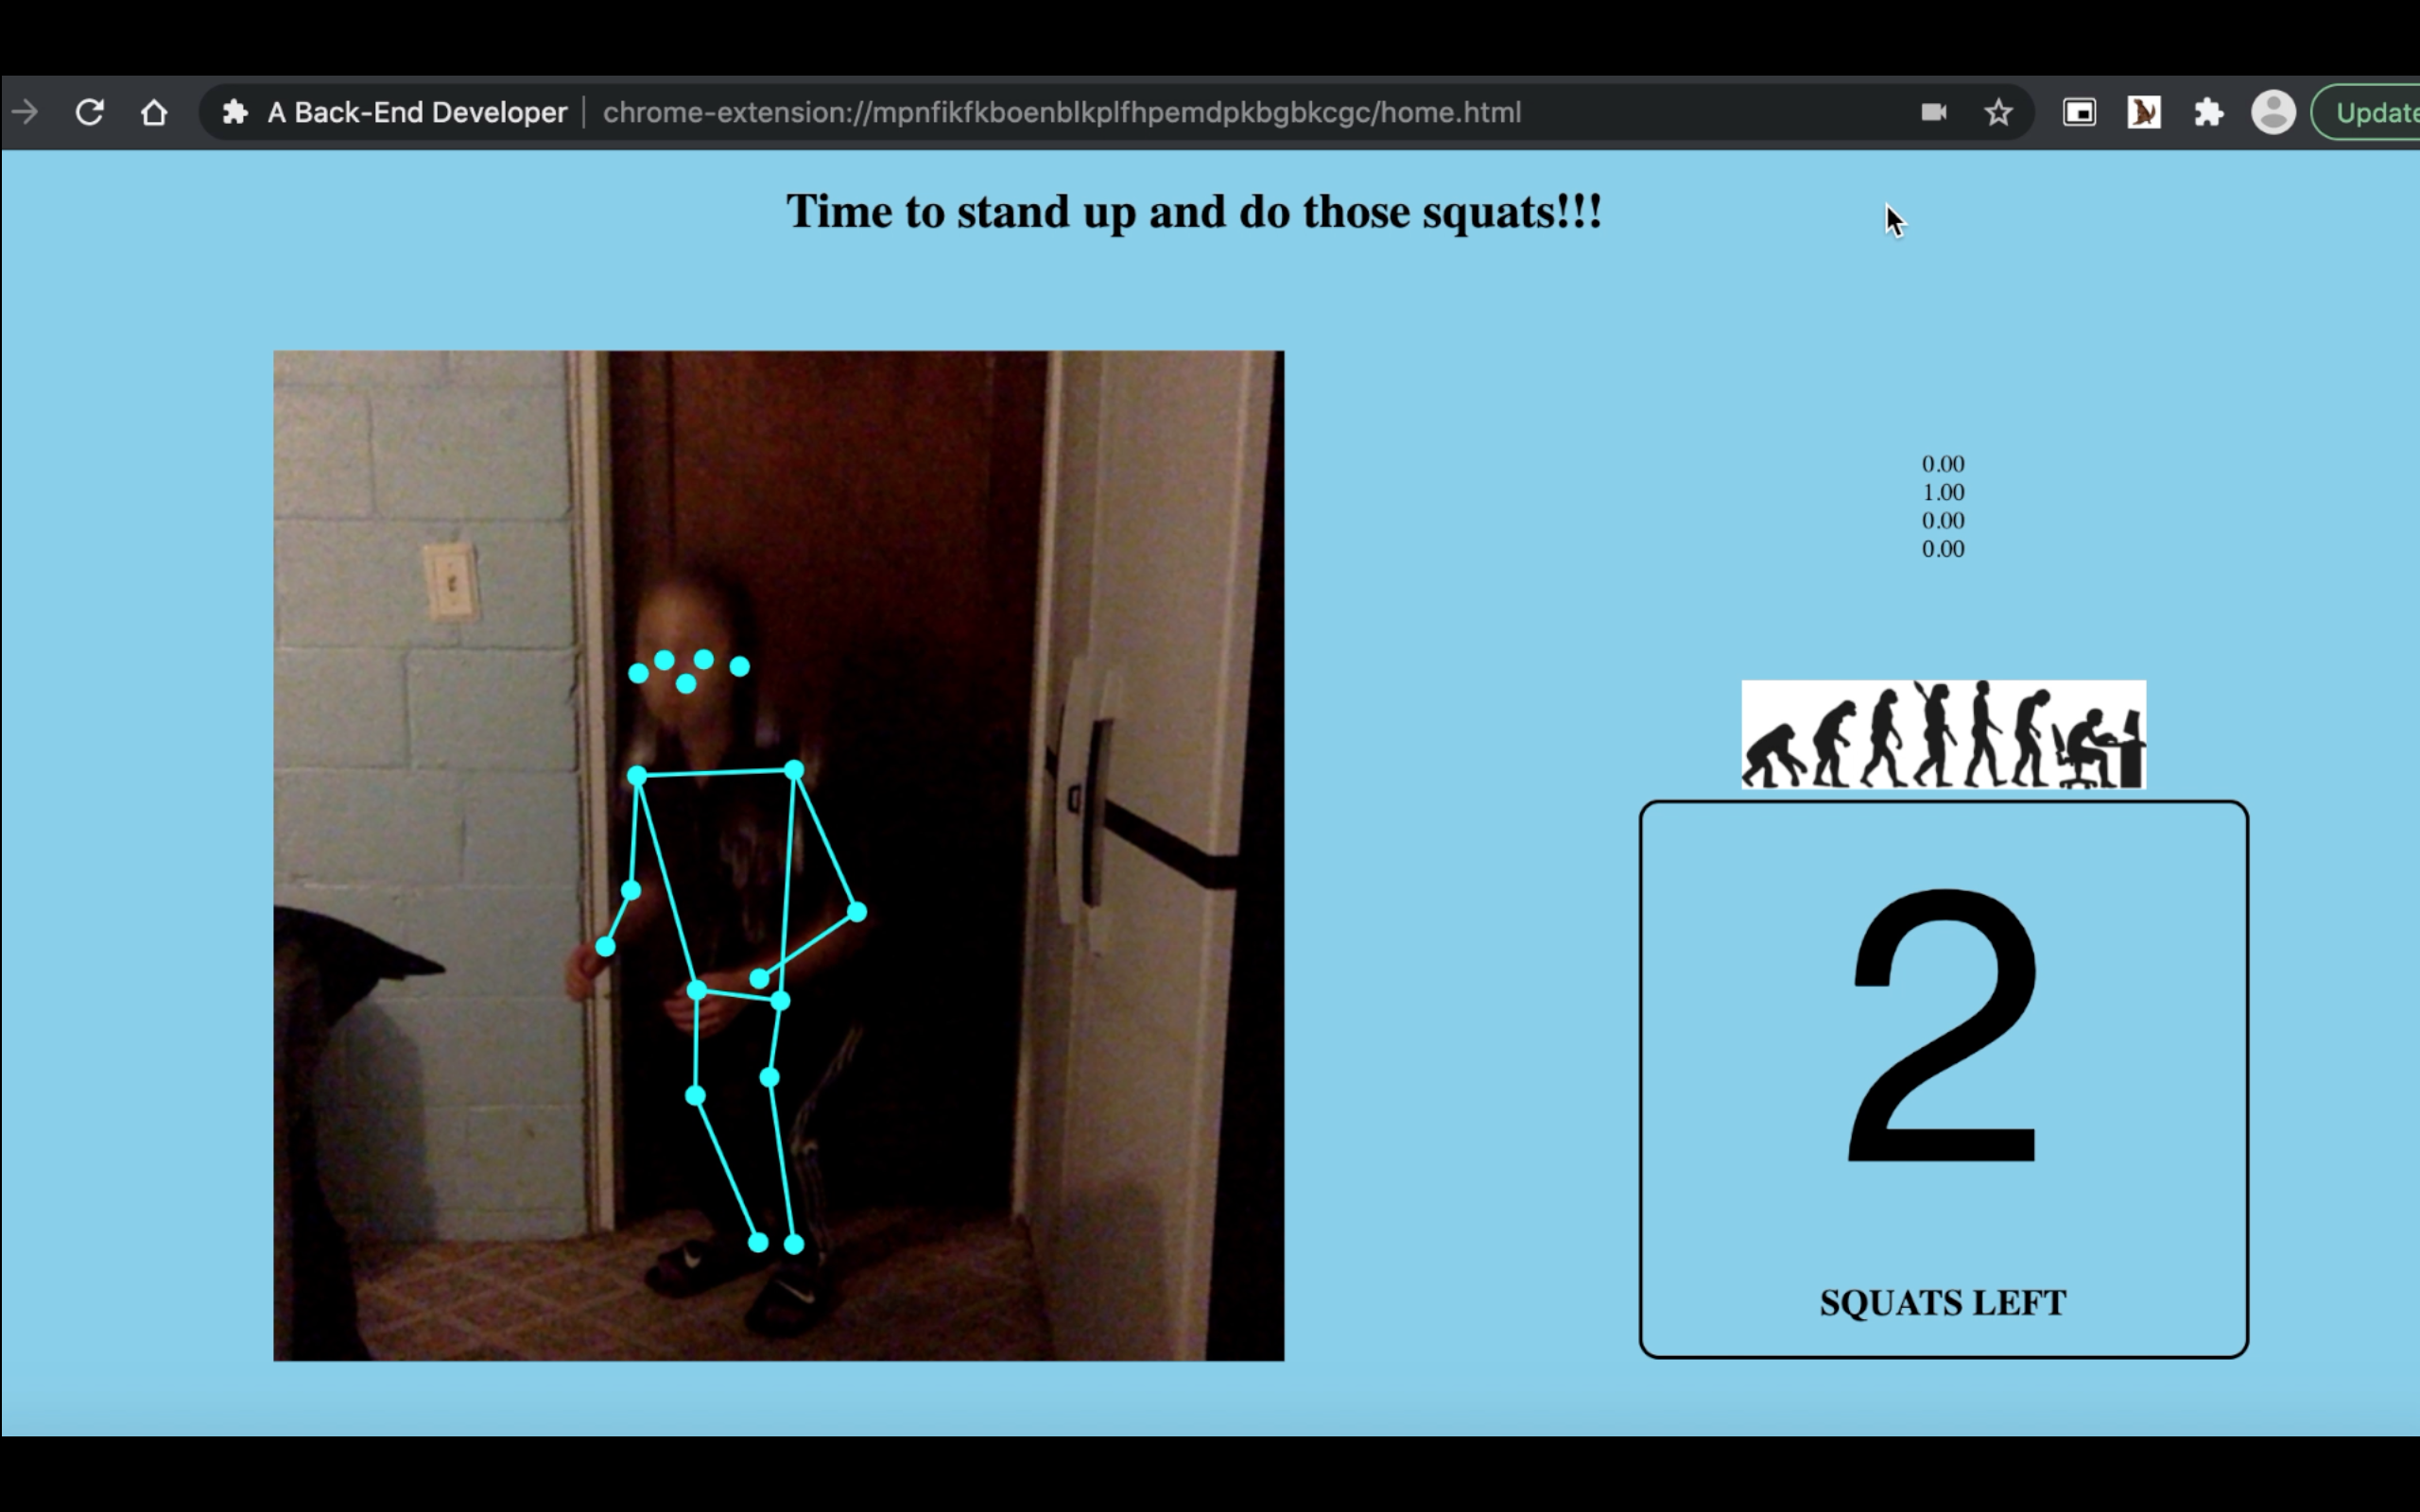 A Back-End Developer
chrome-extension://mpnfikfkboenblkplfhpemdpkbgbkcgc/home.html
Update
Time to stand up and do those squats!!!
0.00
1.00
0.00
0.00
2
SQUATS LEFT